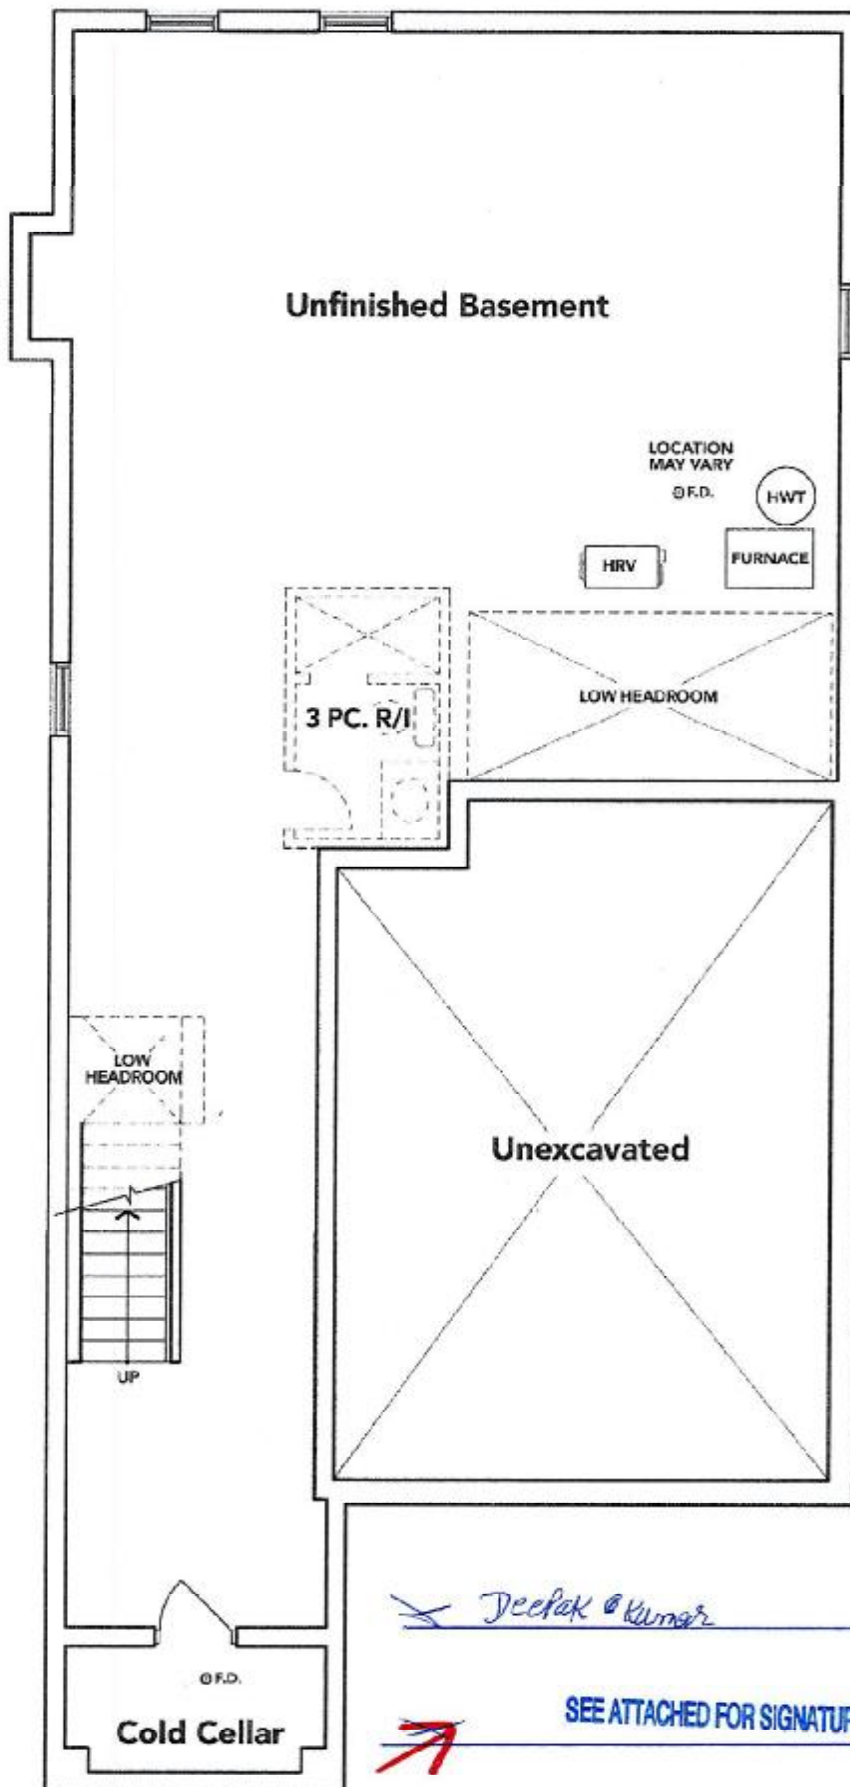 Unfinished Basement
LOCATION
MAY VARY
F.D.
HWT
HRV
FURNACE
3 PC. R/I
LOW HEADROOM
LOW
HEADROOM
Unexcavated
UP
Deepak Kumar
F.D.
SEE ATTACHED FOR SIGNATUR
Cold Cellar